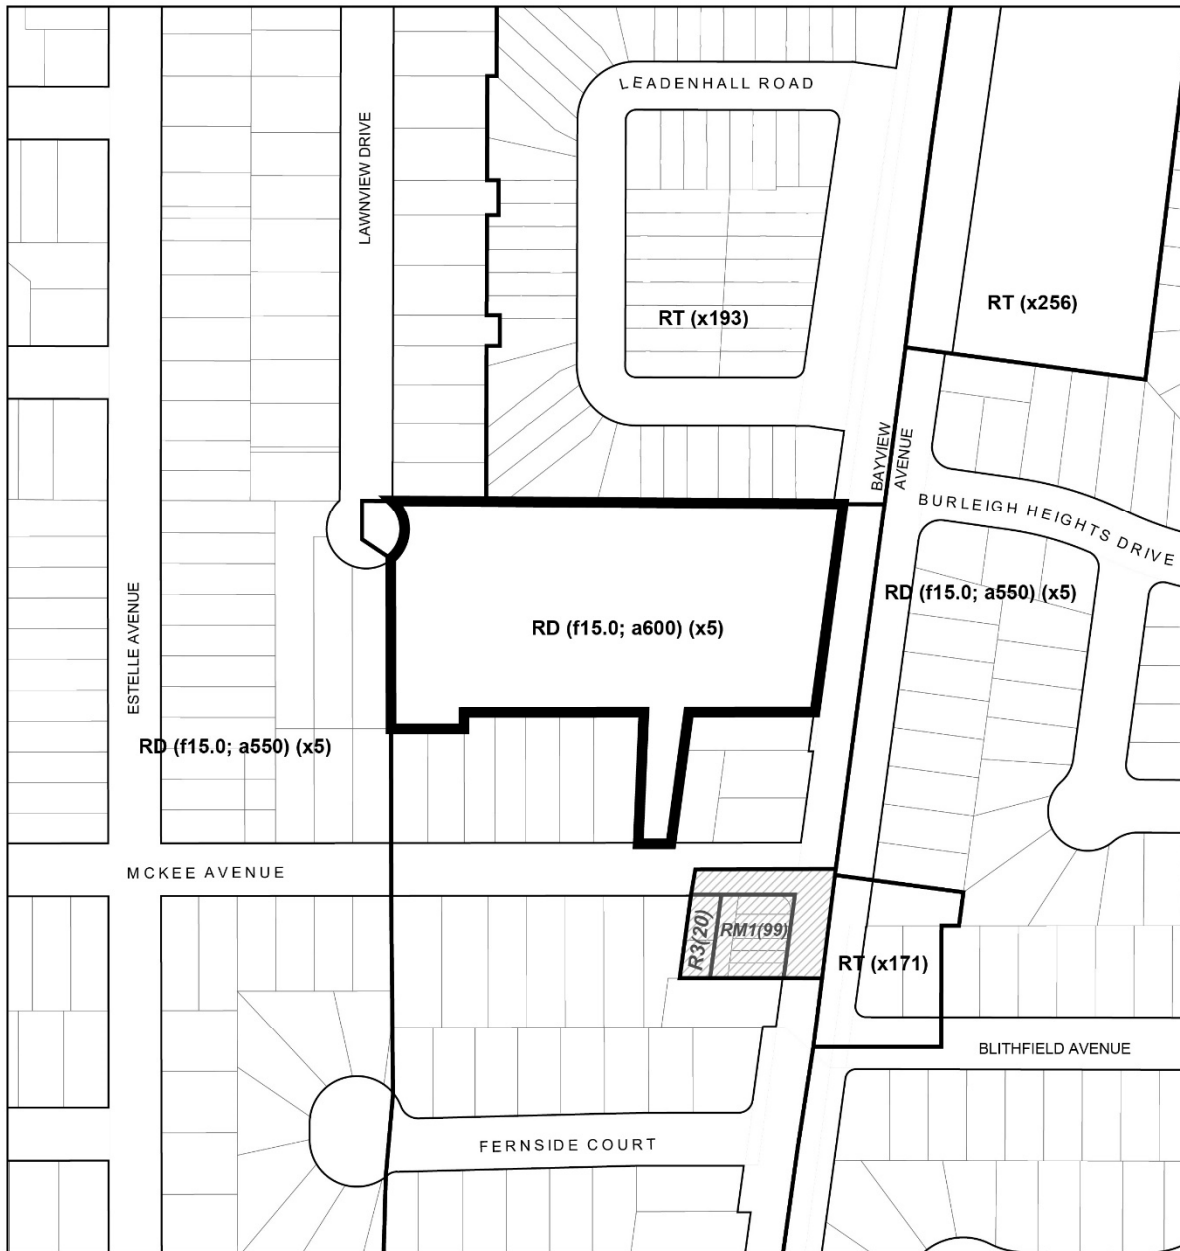 LEADENHALL ROAD
LAWNVIEW DRIVE
RT (x193)
RT (x256)
BAYVIEW
AVENUE
BURLEIGH HEIGHTS DRIVE
ESTELLE AVENUE
RD (f15.0; a550) (x5)
RD (f15.0; a600) (x5)
RD (f15.0; a550) (x5)
MCKEE AVENUE
R3(20)
RM1(99)
RT (x171)
BLITHFIELD AVENUE
FERNSIDE COURT